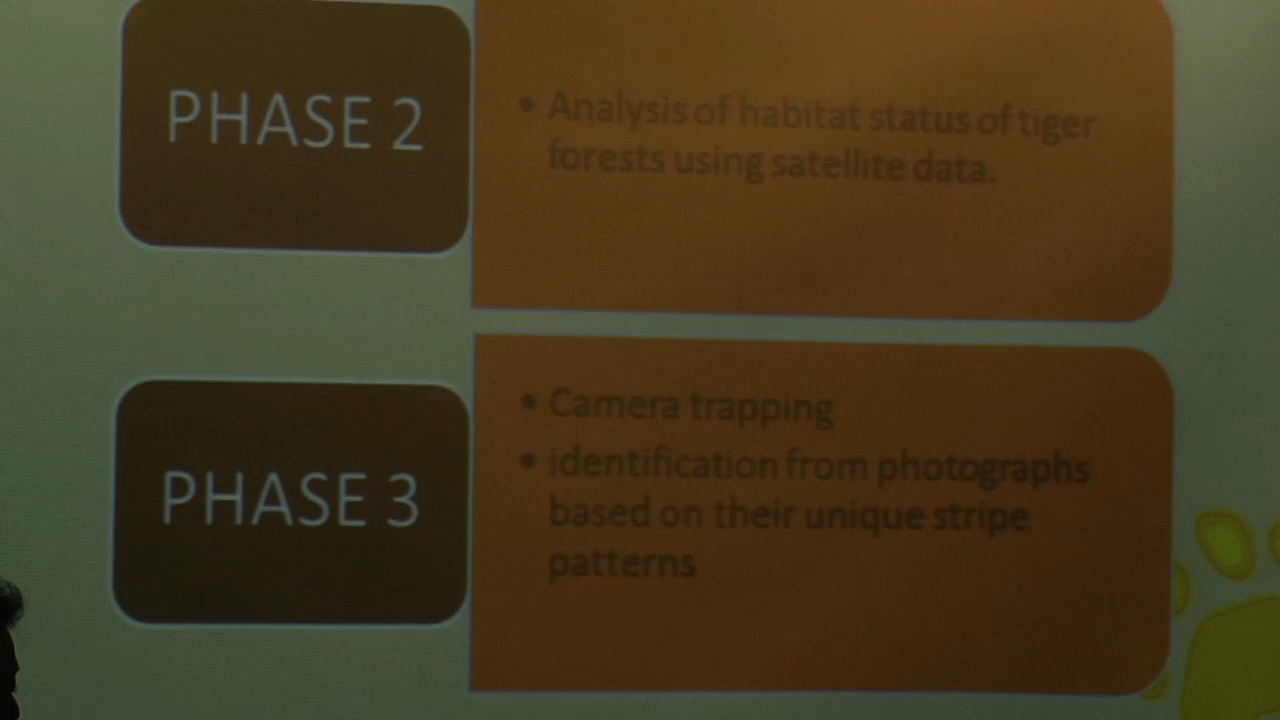 PHASE 2
• Analysis of habitat status of tiger
forests using satellite data.
PHASE 3
• Camera trapping
• identification from photographs
based on their unique stripe
patterns